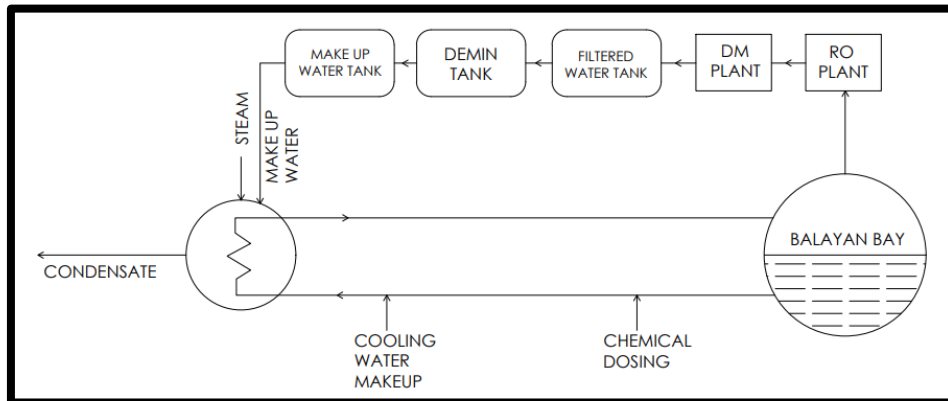 MAKE UP
WATER TANK
DEMIN
TANK
FILTERED
WATER TANK
DM
PLANT
RO
PLANT
STEAM
MAKE UP
WATER
BALAYAN BAY
CONDENSATE
COOLING
WATER
MAKEUP
CHEMICAL
DOSING